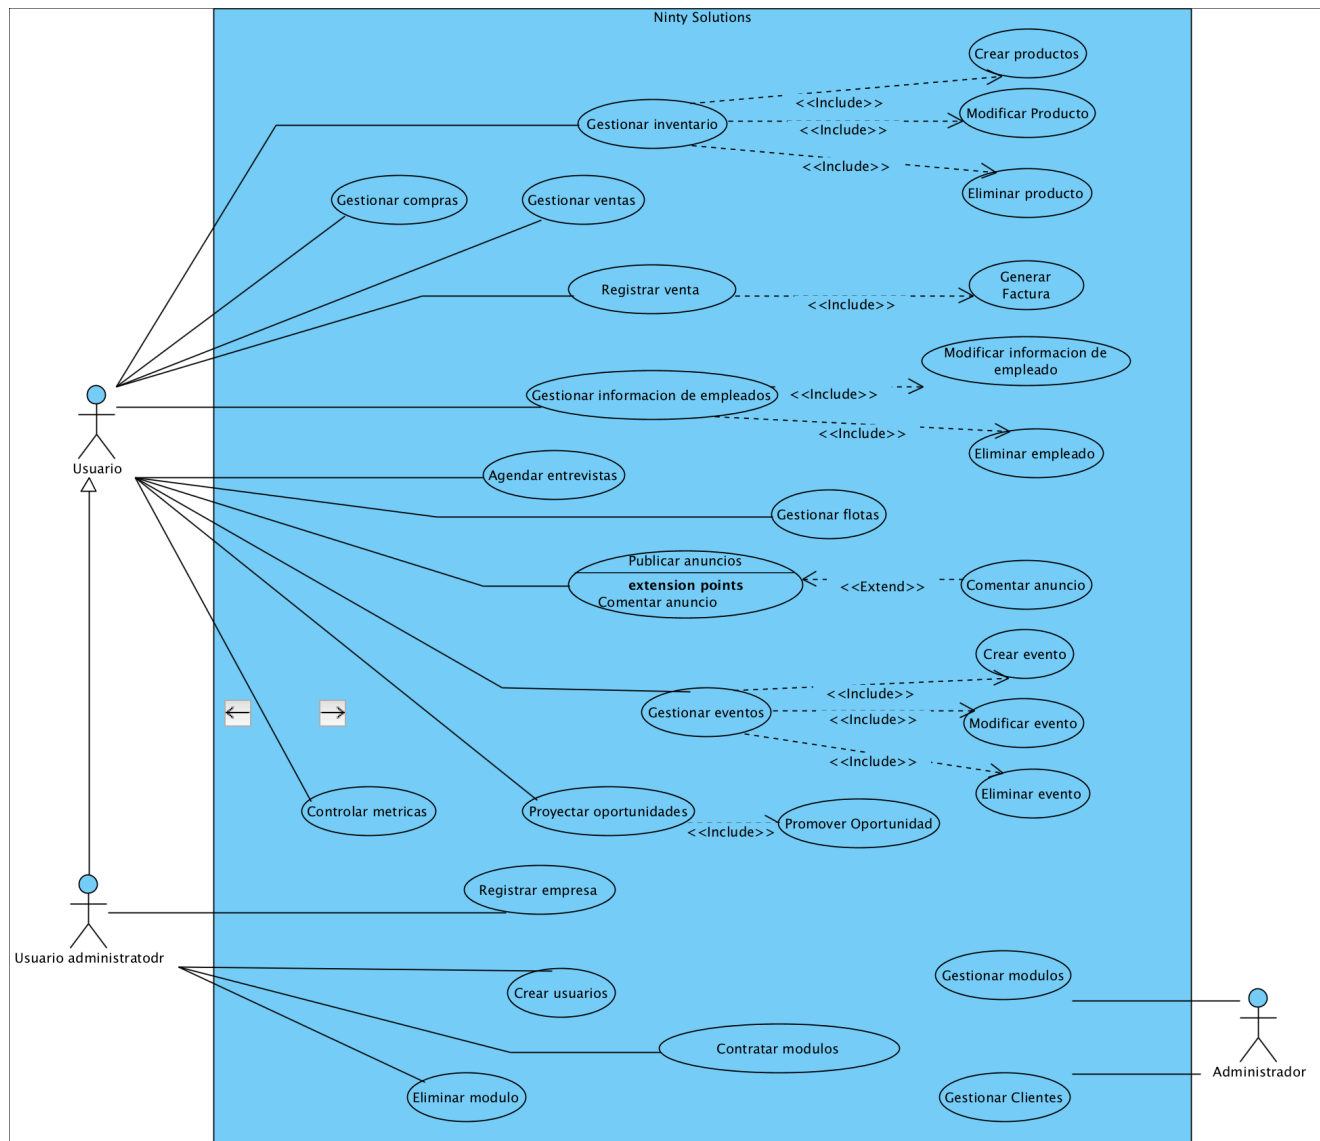 Ninty Solutions
Crear productos
<<Include>>
Gestionar inventario
Modificar Producto
<<Include>>
<<Include>>
Eliminar producto
Gestionar compras
Gestionar ventas
Registrar venta
<<Include>>
Generar
Factura
Modificar informacion de
empleado
Gestionar informacion de empleados
<<Include>>
<<Include>>
Eliminar empleado
Usuario
Agendar entrevistas
Gestionar flotas
Publicar anuncios
extension points
Comentar anuncio
<<Extend>>
Comentar anuncio
Crear evento
<<Include>>
Gestionar eventos
<<Include>>
Modificar evento
<<Include>>
Eliminar evento
Controlar metricas
Proyectar oportunidades
<<Include>>
Promover Oportunidad
Registrar empresa
Usuario administratodr
Crear usuarios
Gestionar modulos
Contratar modulos
Administrador
Eliminar modulo
Gestionar Clientes